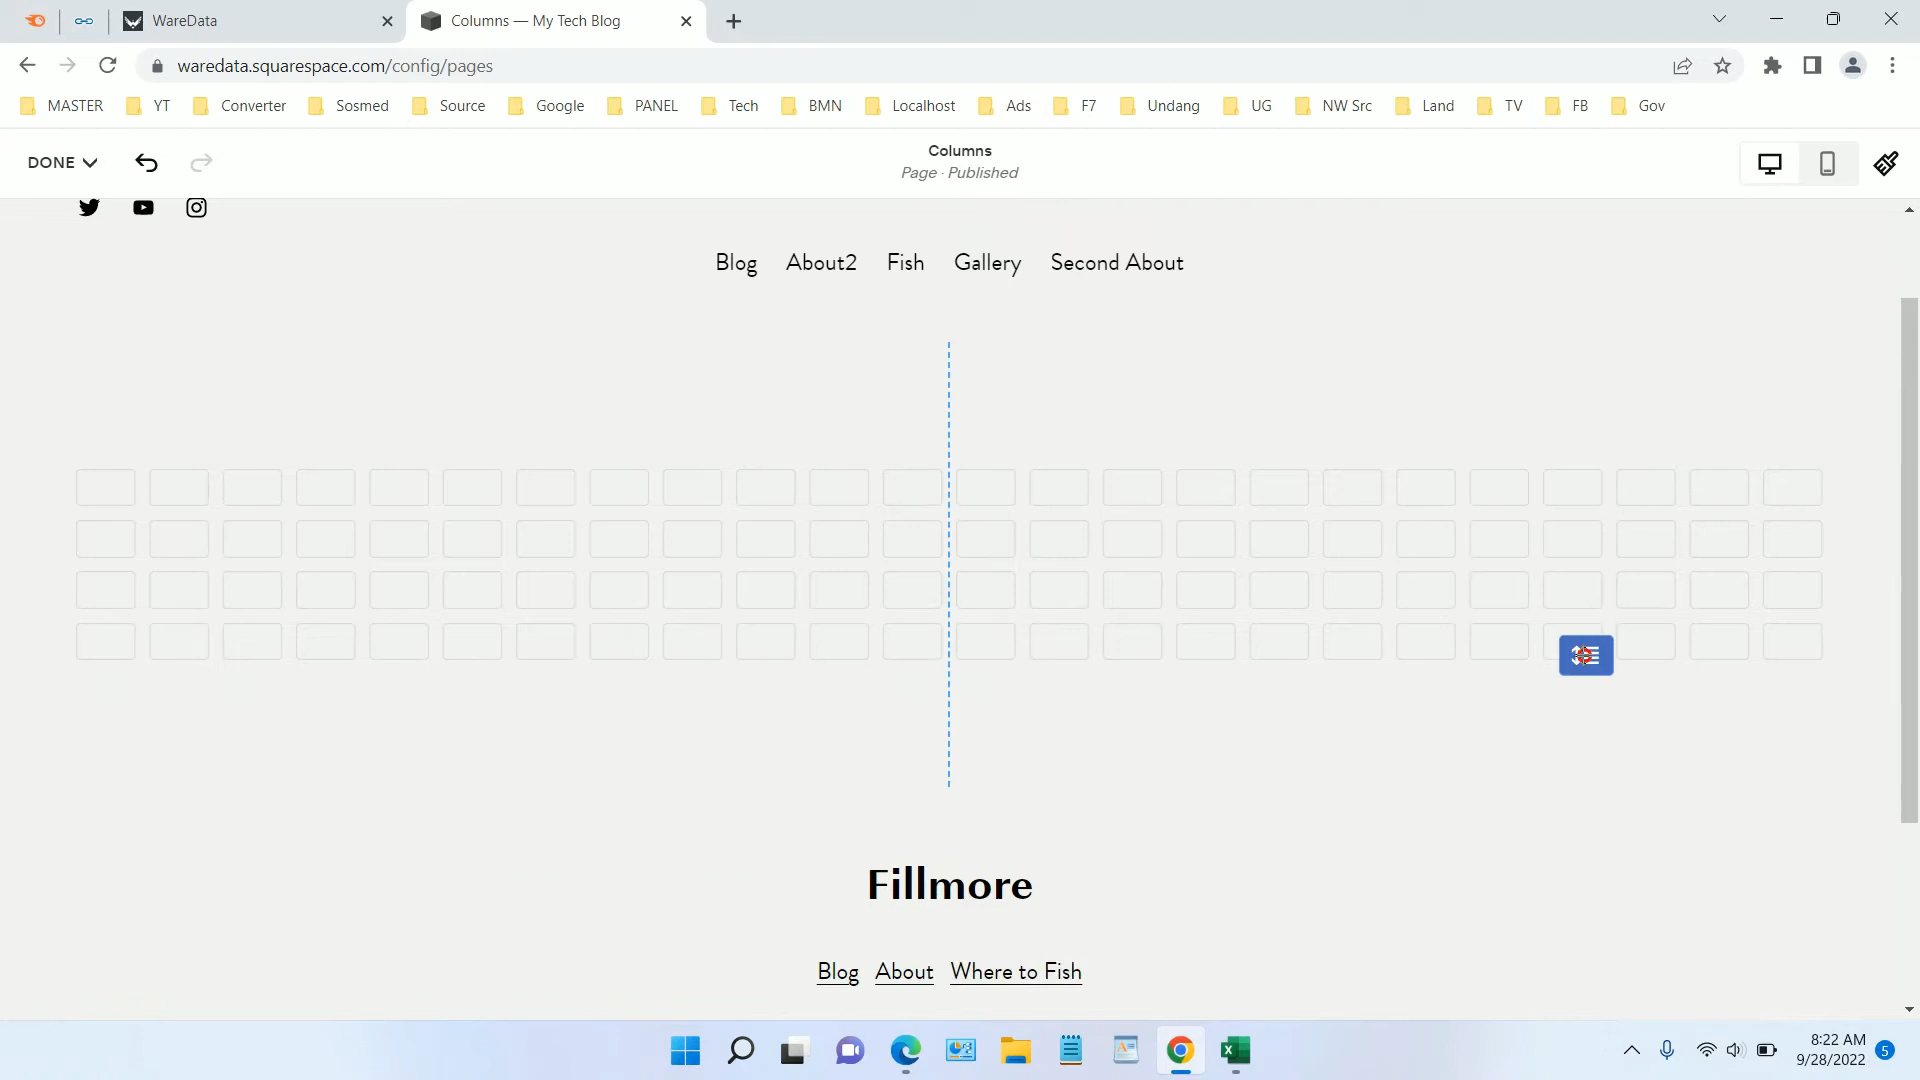 WareData
Columns — My Tech Blog
waredata.squarespace.com/config/pages
MASTER YT Converter Sosmed Source Google PANEL Tech BMN Localhost Ads F7 Undang UG NW Src Land TV FB Gov
DONE
Columns
Page · Published
Blog About2 Fish Gallery Second About
Fillmore
Blog About Where to Fish
8:22 AM
9/28/2022
5